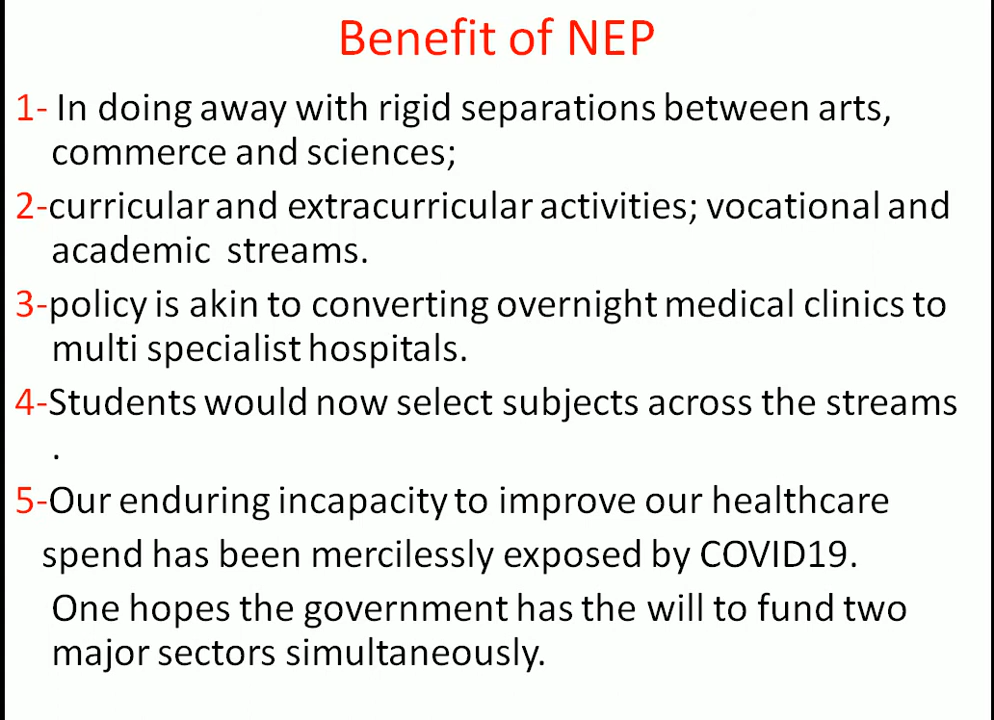 Benefit of NEP
1- In doing away with rigid separations between arts,
commerce and sciences;
2-curricular and extracurricular activities; vocational and
academic streams.
3-policy is akin to converting overnight medical clinics to
multi specialist hospitals.
4-Students would now select subjects across the streams
.
5-Our enduring incapacity to improve our healthcare
spend has been mercilessly exposed by COVID19.
One hopes the government has the will to fund two
major sectors simultaneously.